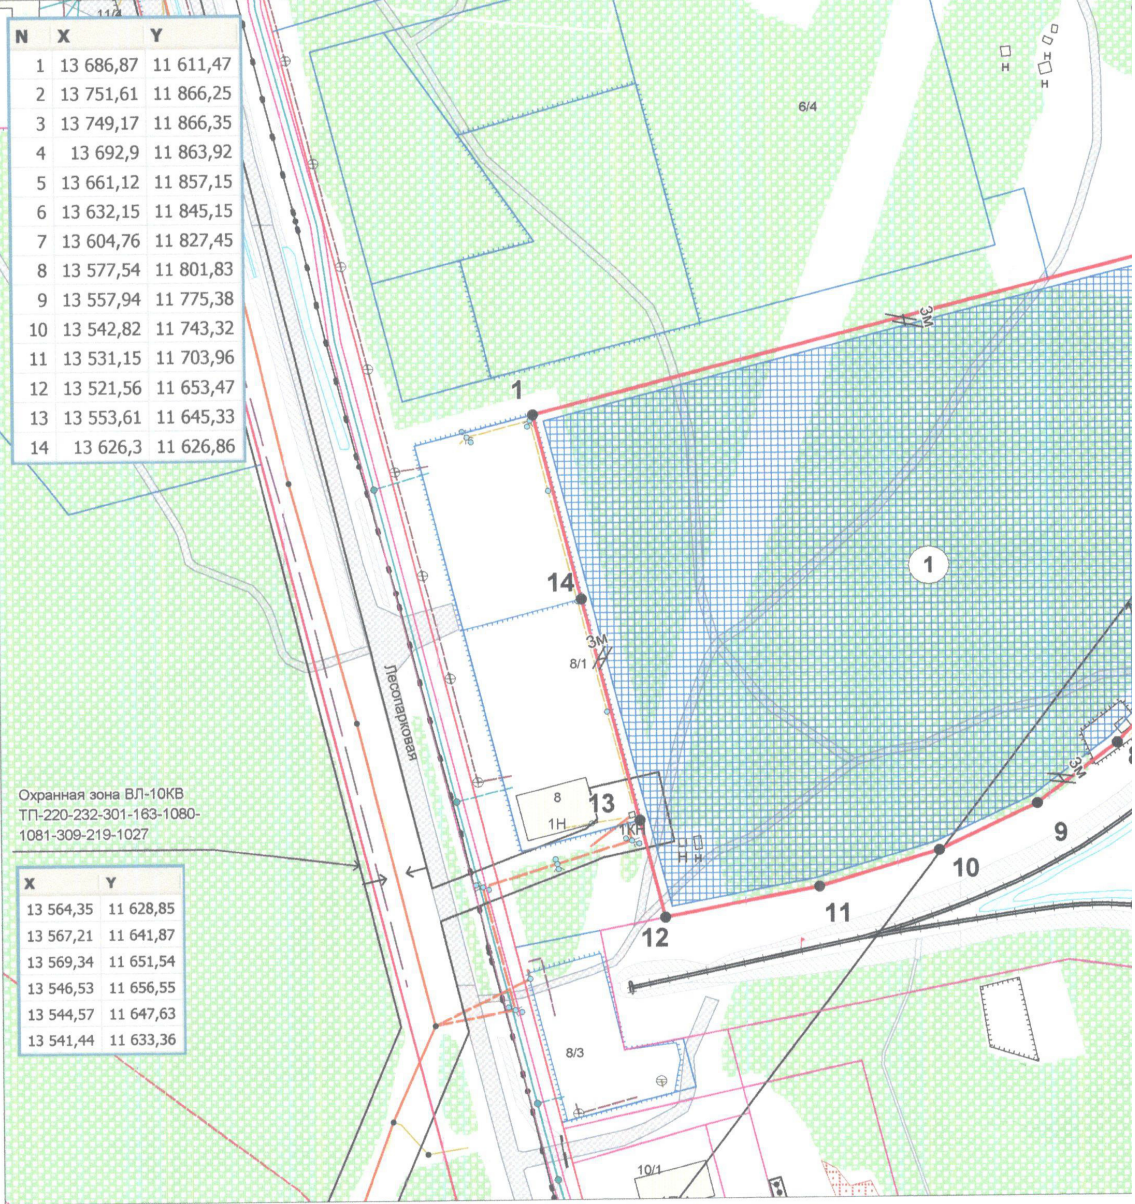 11/4
N X Y
1 13 686,87 11 611,47
2 13 751,61 11 866,25
3 13 749,17 11 866,35
4 13 692,9 11 863,92
5 13 661,12 11 857,15
6 13 632,15 11 845,15
7 13 604,76 11 827,45
8 13 577,54 11 801,83
9 13 557,94 11 775,38
10 13 542,82 11 743,32
11 13 531,15 11 703,96
12 13 521,56 11 653,47
13 13 553,61 11 645,33
14 13 626,3 11 626,86
Н
Н
6/4
3м
1
1
14
3м
8/1
Лесопарковая
3м
8
8
13
1Н
1КН
Н Н
9
10
11
12
Охранная зона ВЛ-10КВ
ТП-220-232-301-163-1080-
1081-309-219-1027
X Y
13 564,35 11 628,85
13 567,21 11 641,87
13 569,34 11 651,54
13 546,53 11 656,55
13 544,57 11 647,63
13 541,44 11 633,36
8/3
10/1